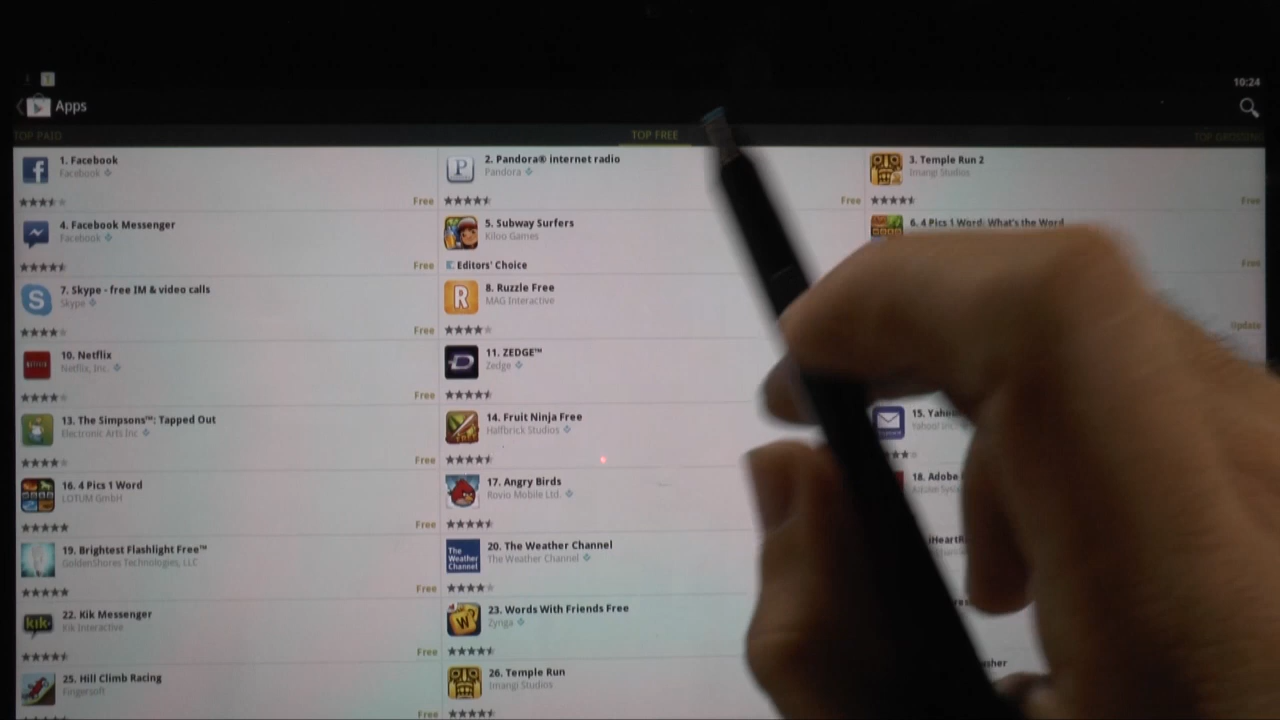 10:24
Apps
TOP PAID
TOP FREE
TOP GROSSING
1. Facebook
Facebook
Free
2. Pandora® internet radio
Pandora
Free
3. Temple Run 2
Imangi Studios
Free
4. Facebook Messenger
Facebook
Free
5. Subway Surfers
Kiloo Games
Editors' Choice
6. 4 Pics 1 Word: What's the Word
Free
7. Skype - free IM & video calls
Skype
Free
8. Ruzzle Free
MAG Interactive
Update
10. Netflix
Netflix, Inc.
Free
11. ZEDGE™
Zedge
13. The Simpsons™: Tapped Out
Electronic Arts Inc
Free
14. Fruit Ninja Free
Halfbrick Studios
15. Yahoo
Yahoo! Inc.
16. 4 Pics 1 Word
LOTUM GmbH
Free
17. Angry Birds
Rovio Mobile Ltd.
18. Adobe
19. Brightest Flashlight Free™
GoldenShores Technologies, LLC
Free
20. The Weather Channel
The Weather Channel
iHeartR
22. Kik Messenger
Kik Interactive
Free
23. Words With Friends Free
Zynga
25. Hill Climb Racing
Fingersoft
Free
26. Temple Run
Imangi Studios